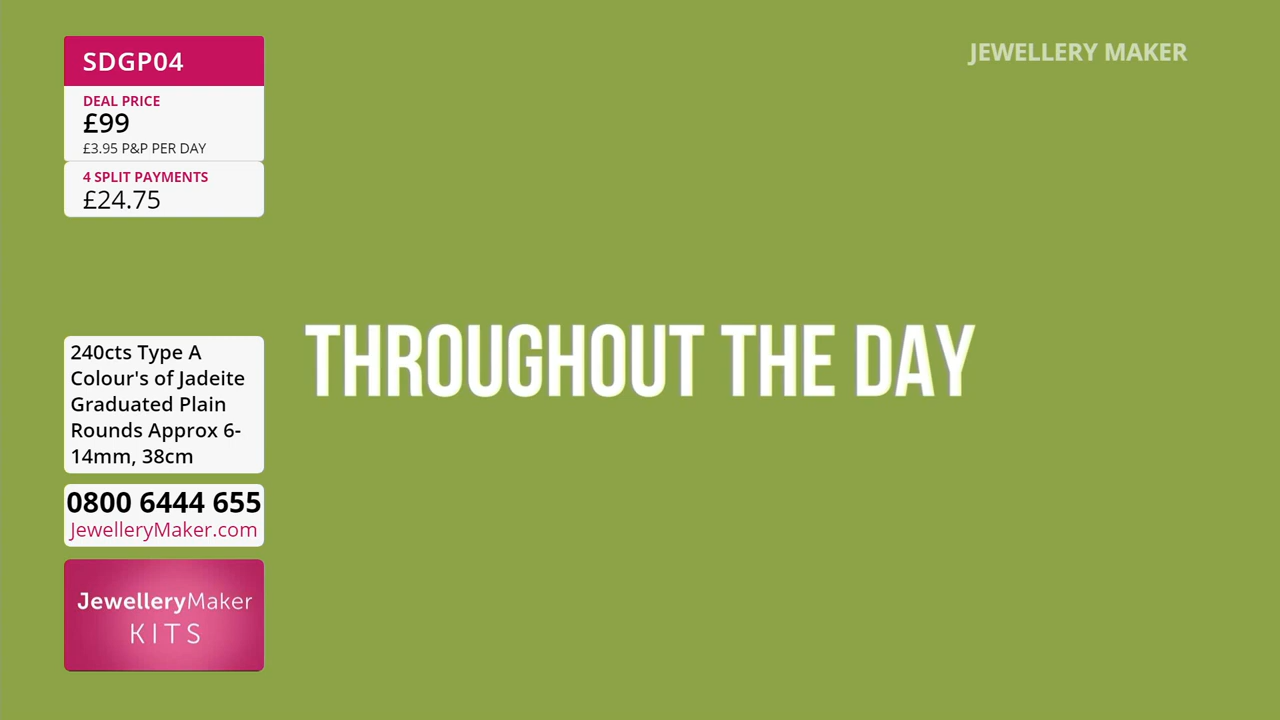 SDGP04
DEAL PRICE
£99
£3.95 P&P PER DAY
4 SPLIT PAYMENTS
£24.75
JEWELLERY MAKER
THROUGHOUT THE DAY
240cts Type A
Colour's of Jadeite
Graduated Plain
Rounds Approx 6-
14mm, 38cm
0800 6444 655
JewelleryMaker.com
JewelleryMaker
KITS